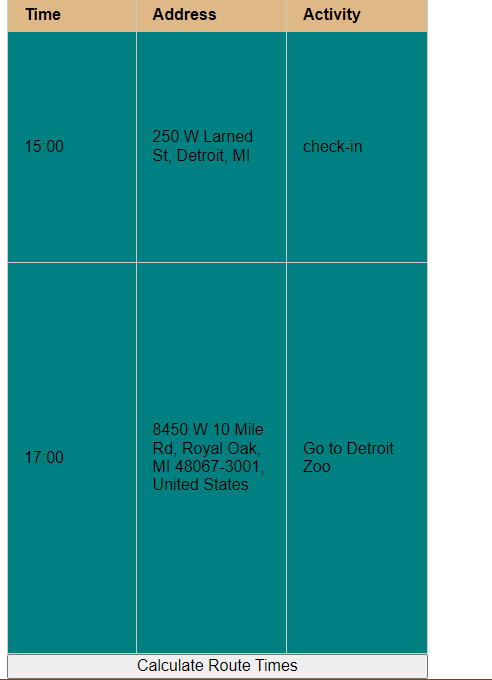 Time Address Activity
15:00
250 W Larned
St, Detroit, MI
check-in
17:00
8450 W 10 Mile
Rd, Royal Oak,
MI 48067-3001,
United States
Go to Detroit
Zoo
Calculate Route Times